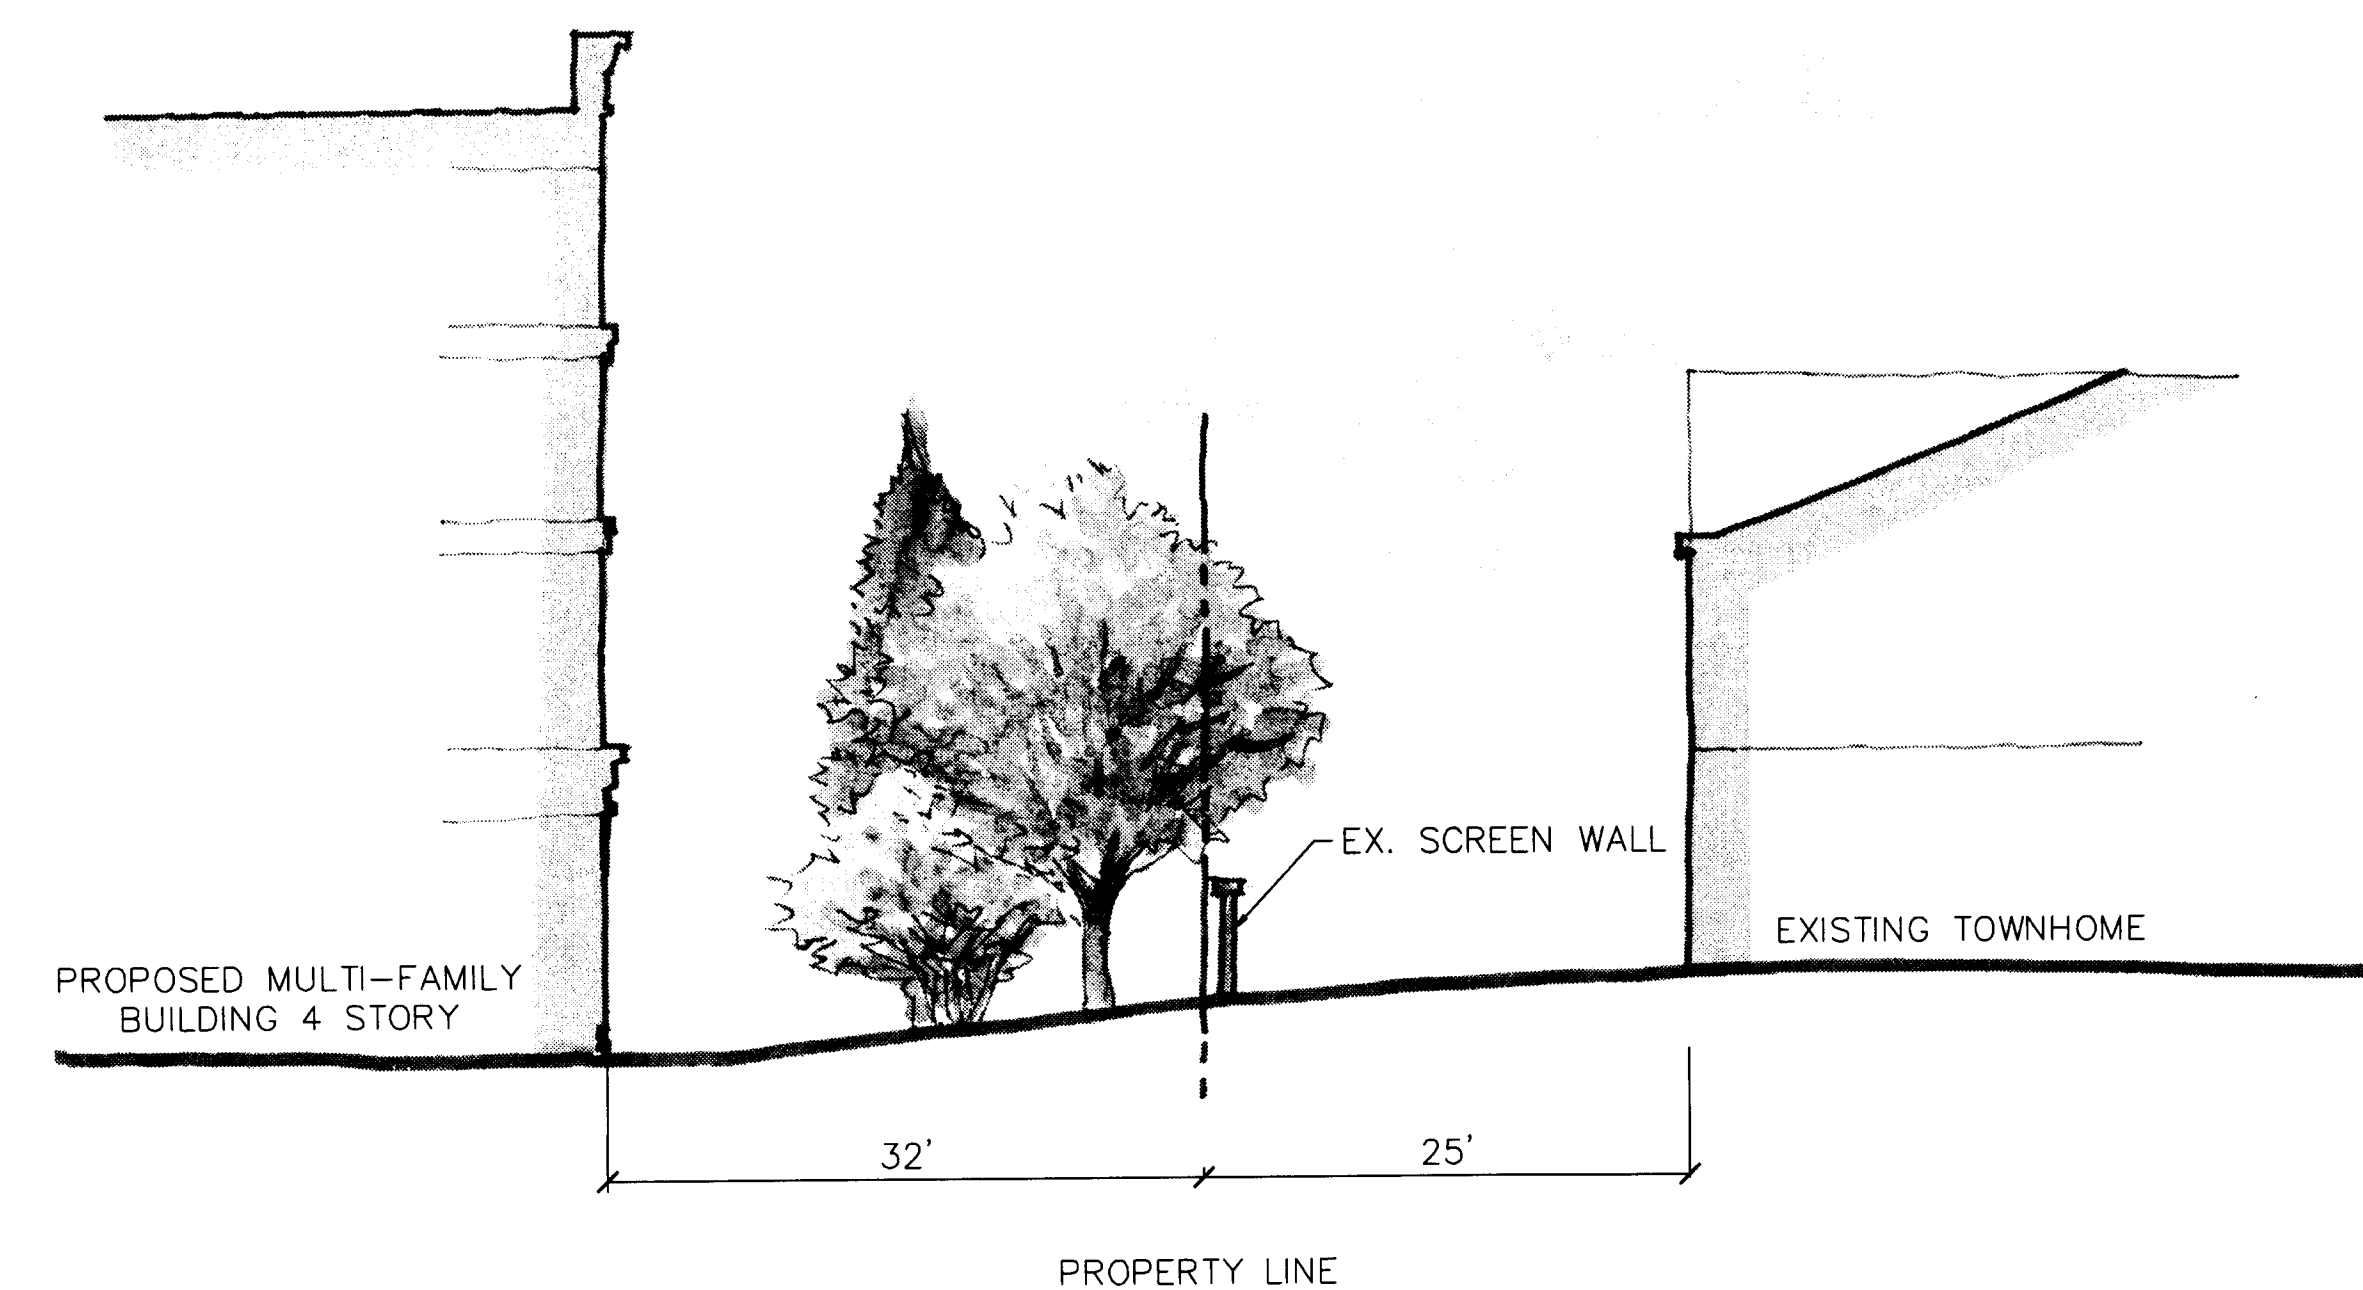 EX. SCREEN WALL
EXISTING TOWNHOME
PROPOSED MULTI-FAMILY
BUILDING 4 STORY
32'
25'
PROPERTY LINE